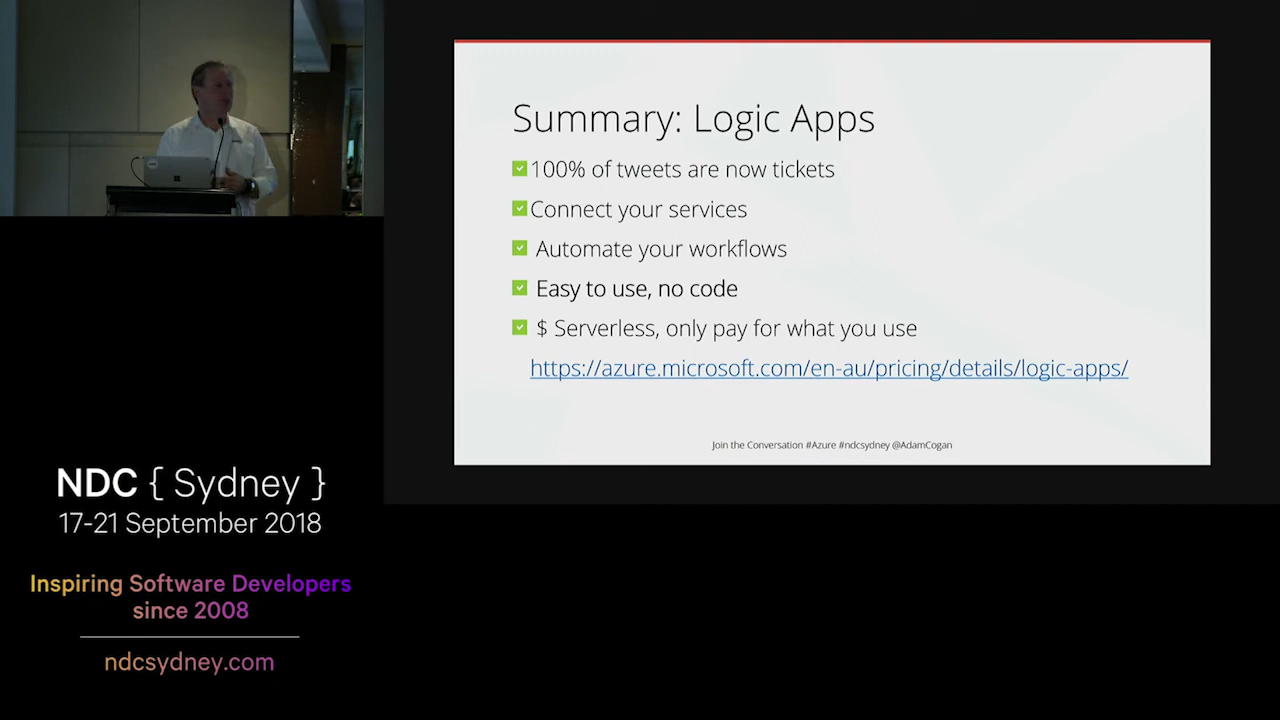 Summary: Logic Apps
100% of tweets are now tickets
Connect your services
Automate your workflows
Easy to use, no code
$ Serverless, only pay for what you use
https://azure.microsoft.com/en-au/pricing/details/logic-apps/
Join the Conversation #Azure #ndcsydney @AdamCogan
NDC { Sydney }
17-21 September 2018
Inspiring Software Developers
since 2008
ndcsydney.com